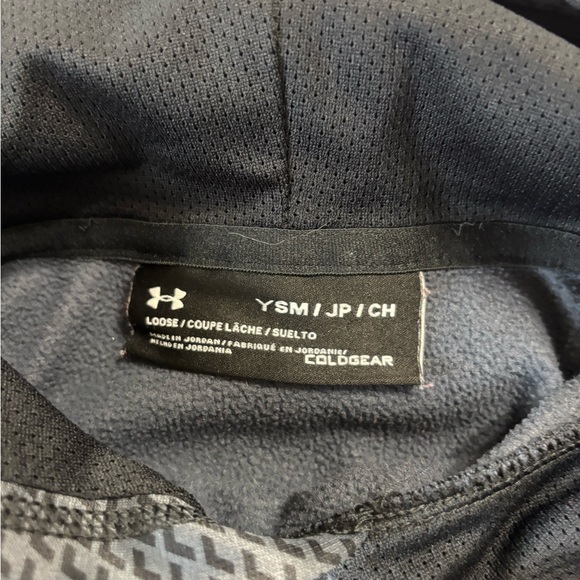 YSM / JP / CH
LOOSE / COUPE LÂCHE / SUELTO
MADE IN JORDAN / FABRIQUÉ EN JORDANIE /
HECHO EN JORDANIA
COLDGEAR